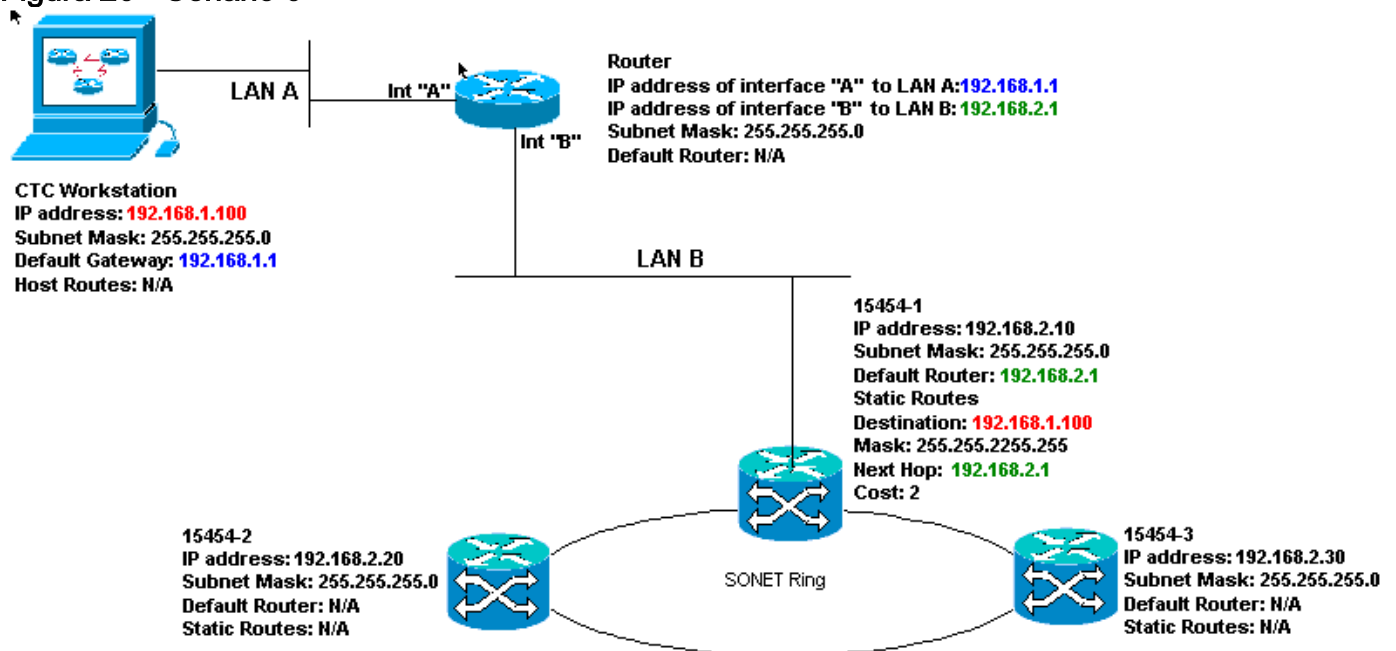 LAN A
Int "A"
Int "B"
Router
IP address of interface "A" to LAN A:192.168.1.1
IP address of interface "B" to LAN B: 192.168.2.1
Subnet Mask: 255.255.255.0
Default Router: N/A
CTC Workstation
IP address: 192.168.1.100
Subnet Mask: 255.255.255.0
Default Gateway: 192.168.1.1
Host Routes: N/A
LAN B
15454-1
IP address: 192.168.2.10
Subnet Mask: 255.255.255.0
Default Router: 192.168.2.1
Static Routes
Destination: 192.168.1.100
Mask: 255.255.2255.255
Next Hop: 192.168.2.1
Cost: 2
15454-2
IP address: 192.168.2.20
Subnet Mask: 255.255.255.0
Default Router: N/A
Static Routes: N/A
SONET Ring
15454-3
IP address: 192.168.2.30
Subnet Mask: 255.255.255.0
Default Router: N/A
Static Routes: N/A